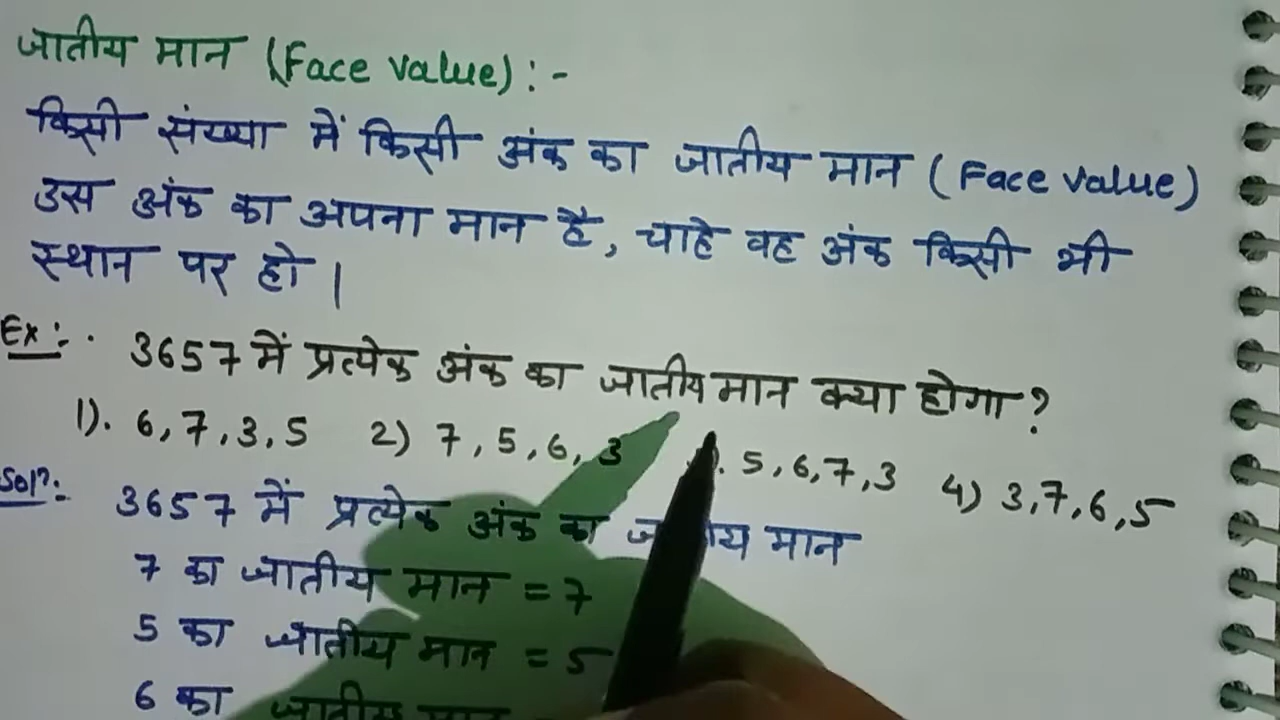 जातीय मान (Face value) :-
किसी संख्या में किसी अंक का जातीय मान (Face value)
उस अंक का अपना मान है, चाहे वह अंक किसी भी
स्थान पर हो |
Ex:- 3657 में प्रत्येक अंक का जातीय मान क्या होगा ?
1). 6,7,3,5 2) 7,5,6,3 ). 5,6,7,3 4) 3,7,6,5
Solⁿ:- 3657 में प्रत्येक अंक का जातीय मान
7 का जातीय मान = 7
5 का जातीय मान = 5
6 का जातीय मान